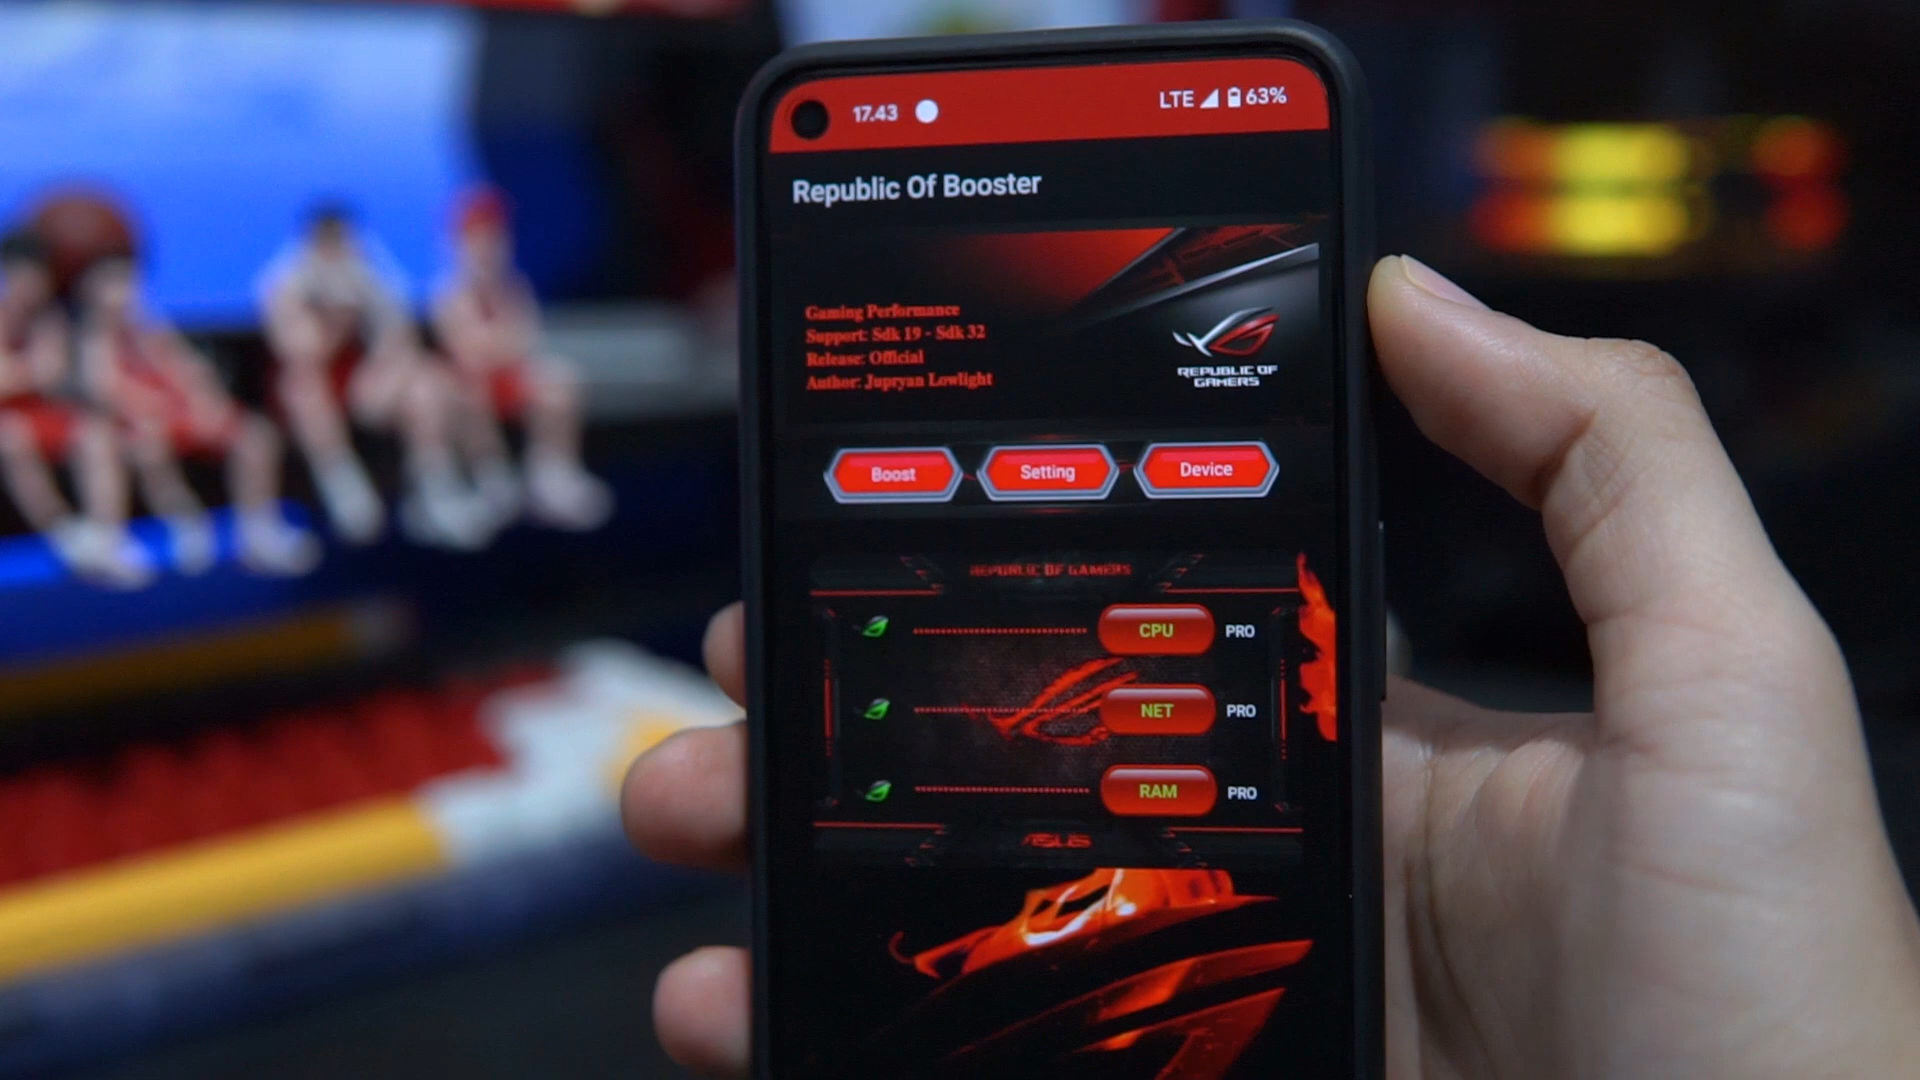 17.43
LTE 63%
Republic Of Booster
Gaming Performance
Support: Sdk 19 - Sdk 32
Release: Official
Author: Jupryan Lowlight
REPUBLIC OF
GAMERS
Boost Setting Device
REPUBLIC OF GAMERS
CPU PRO
NET PRO
RAM PRO
ASUS